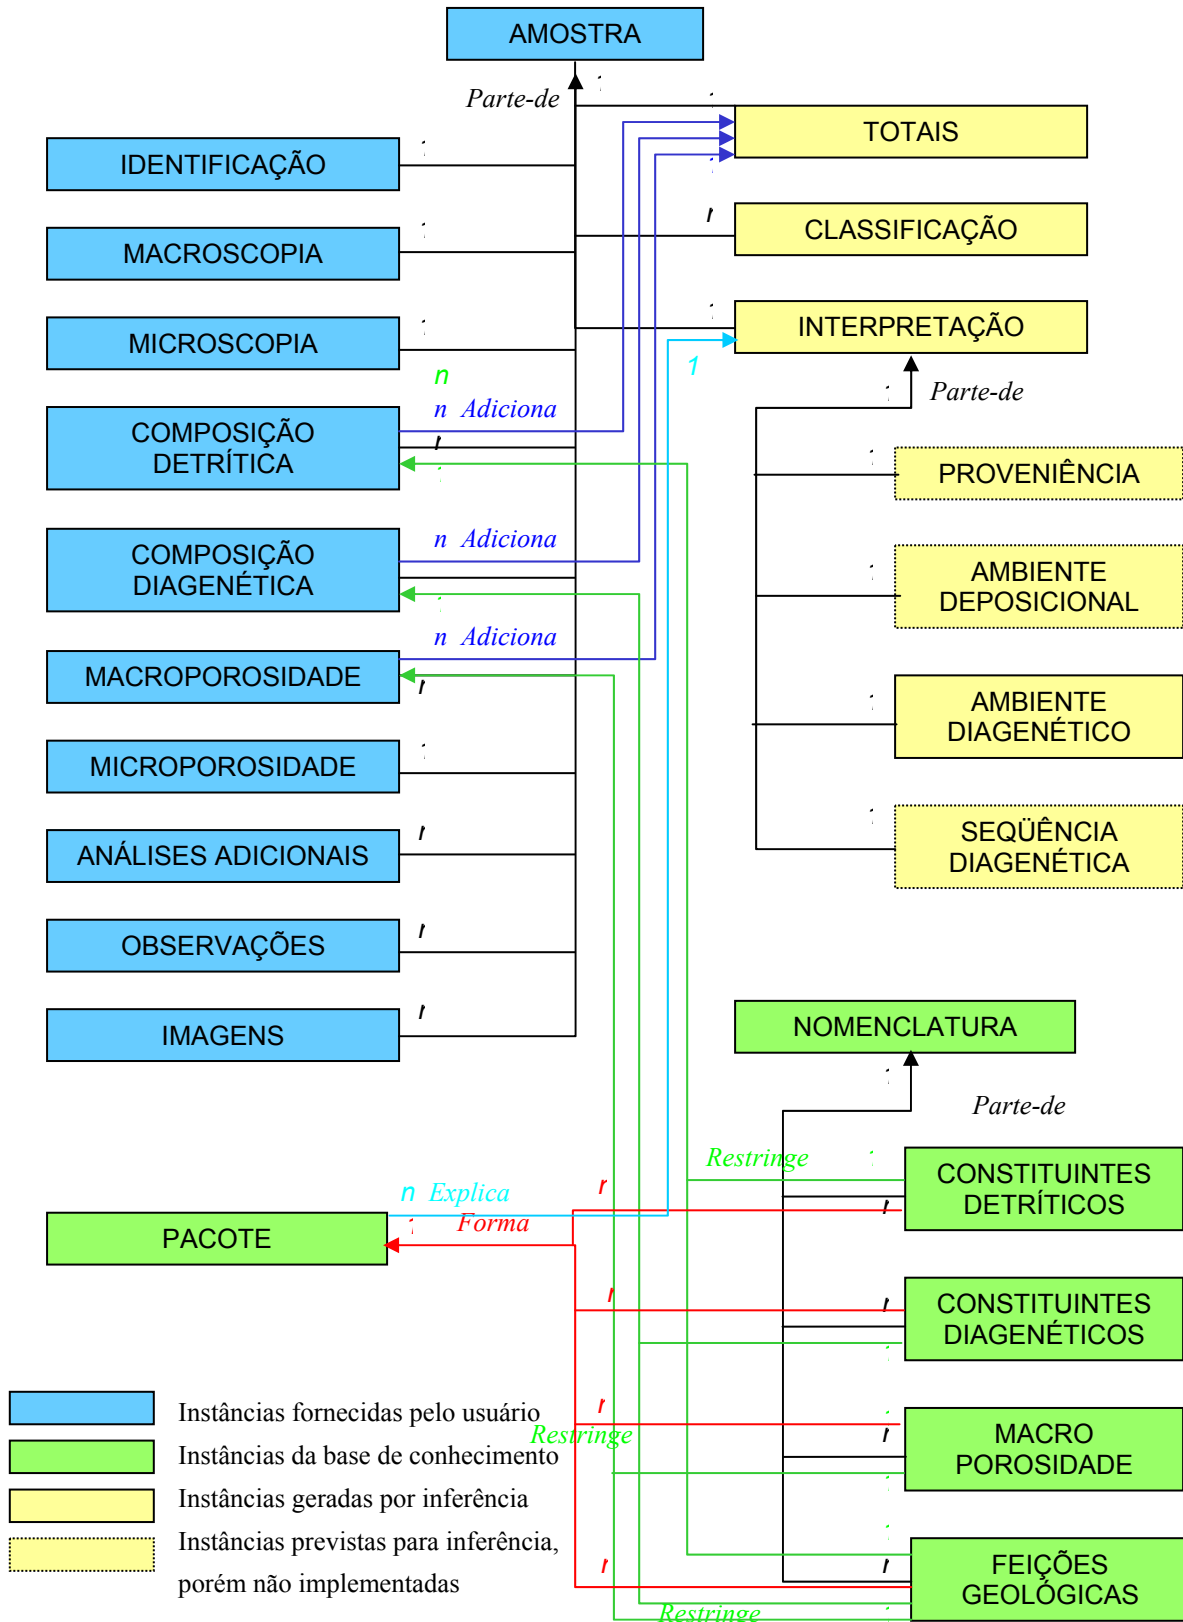 AMOSTRA
Parte-de
TOTAIS
IDENTIFICAÇÃO
CLASSIFICAÇÃO
MACROSCOPIA
INTERPRETAÇÃO
MICROSCOPIA
1
n
Parte-de
n Adiciona
COMPOSIÇÃO
DETRÍTICA
PROVENIÊNCIA
n Adiciona
COMPOSIÇÃO
DIAGENÉTICA
AMBIENTE
DEPOSICIONAL
n Adiciona
MACROPOROSIDADE
AMBIENTE
DIAGENÉTICO
MICROPOROSIDADE
ANÁLISES ADICIONAIS
SEQÜÊNCIA
DIAGENÉTICA
OBSERVAÇÕES
IMAGENS
NOMENCLATURA
Parte-de
Restringe
CONSTITUINTES
DETRÍTICOS
n Explica
Forma
PACOTE
CONSTITUINTES
DIAGENÉTICOS
Instâncias fornecidas pelo usuário
Restringe
MACRO
POROSIDADE
Instâncias da base de conhecimento
Instâncias geradas por inferência
Instâncias previstas para inferência,
porém não implementadas
FEIÇÕES
GEOLÓGICAS
Restringe